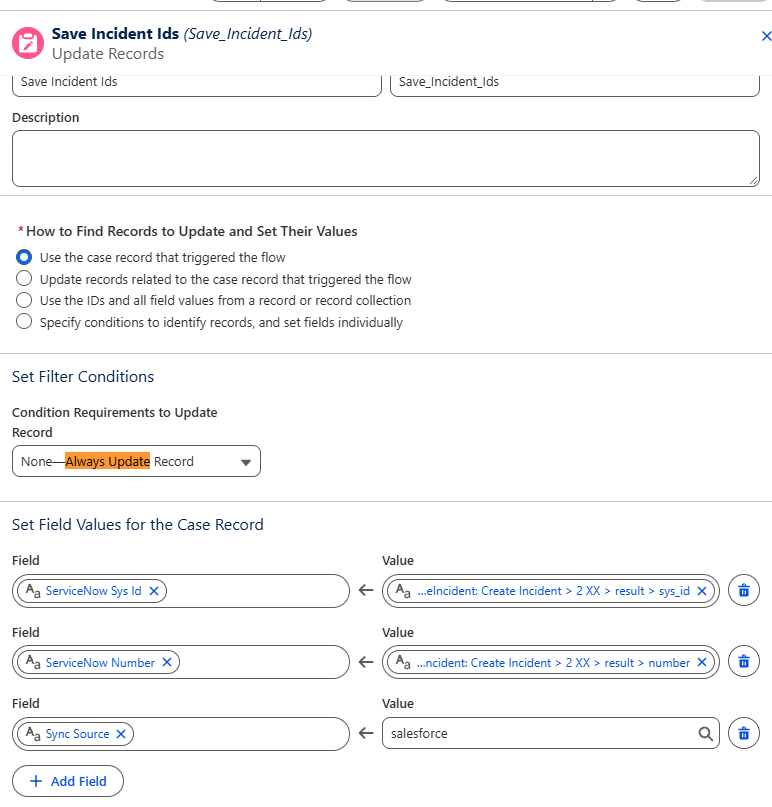 Save Incident Ids (Save_Incident_Ids)
Update Records
Save Incident Ids
Save_Incident_Ids
Description
* How to Find Records to Update and Set Their Values
Use the case record that triggered the flow
Update records related to the case record that triggered the flow
Use the IDs and all field values from a record or record collection
Specify conditions to identify records, and set fields individually
Set Filter Conditions
Condition Requirements to Update
Record
None—Always Update Record
Set Field Values for the Case Record
Field
Value
Aa ServiceNow Sys Id
Aa ...eIncident: Create Incident > 2 XX > result > sys_id
Field
Value
Aa ServiceNow Number
Aa ...ncident: Create Incident > 2 XX > result > number
Field
Value
Aa Sync Source
salesforce
+ Add Field